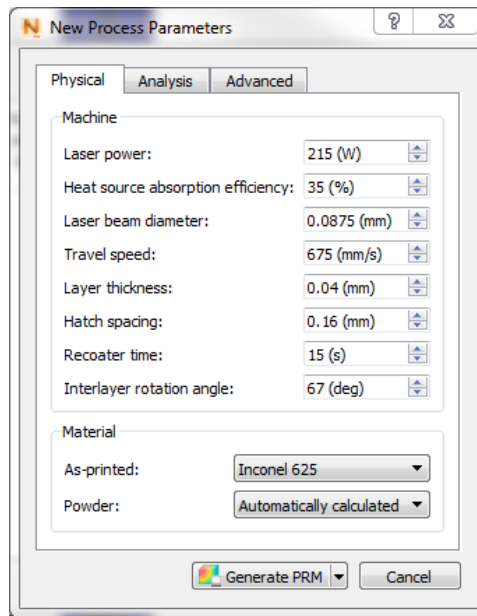 New Process Parameters
Physical Analysis Advanced
Machine
Laser power: 215 (W)
Heat source absorption efficiency: 35 (%)
Laser beam diameter: 0.0875 (mm)
Travel speed: 675 (mm/s)
Layer thickness: 0.04 (mm)
Hatch spacing: 0.16 (mm)
Recoater time: 15 (s)
Interlayer rotation angle: 67 (deg)
Material
As-printed: Inconel 625
Powder: Automatically calculated
Generate PRM Cancel